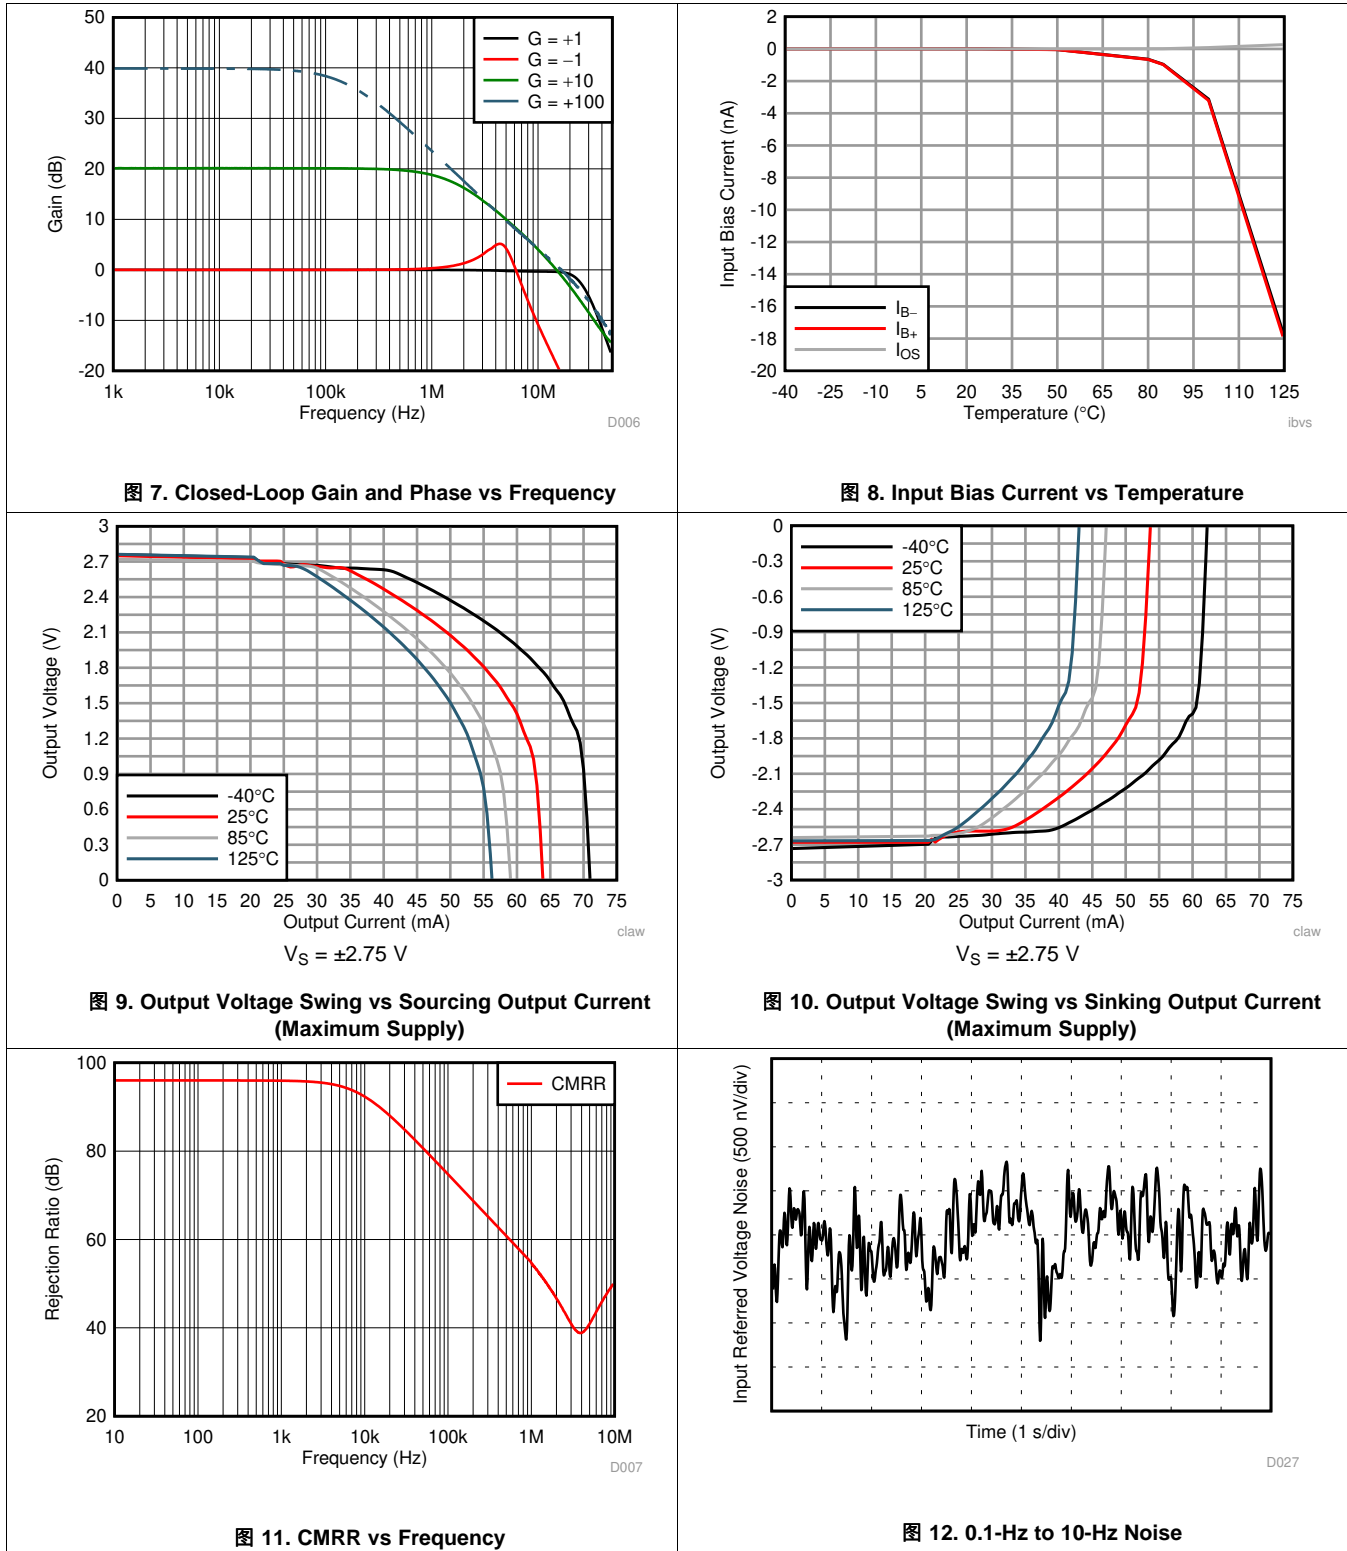 50
40
30
20
10
0
-10
-20
Gain (dB)
G = +1
G = −1
G = +10
G = +100
1k 10k 100k 1M 10M
Frequency (Hz)
D006
图 7. Closed-Loop Gain and Phase vs Frequency
2
0
-2
-4
-6
-8
-10
-12
-14
-16
-18
-20
Input Bias Current (nA)
IB−
IB+
IOS
-40 -25 -10 5 20 35 50 65 80 95 110 125
Temperature (°C)
ibvs
图 8. Input Bias Current vs Temperature
3
2.7
2.4
2.1
1.8
1.5
1.2
0.9
0.6
0.3
0
Output Voltage (V)
-40°C
25°C
85°C
125°C
0 5 10 15 20 25 30 35 40 45 50 55 60 65 70 75
Output Current (mA)
claw
VS = ±2.75 V
图 9. Output Voltage Swing vs Sourcing Output Current
(Maximum Supply)
0
-0.3
-0.6
-0.9
-1.2
-1.5
-1.8
-2.1
-2.4
-2.7
-3
Output Voltage (V)
-40°C
25°C
85°C
125°C
0 5 10 15 20 25 30 35 40 45 50 55 60 65 70 75
Output Current (mA)
claw
VS = ±2.75 V
图 10. Output Voltage Swing vs Sinking Output Current
(Maximum Supply)
100
80
60
40
20
Rejection Ratio (dB)
CMRR
10 100 1k 10k 100k 1M 10M
Frequency (Hz)
D007
图 11. CMRR vs Frequency
Input Referred Voltage Noise (500 nV/div)
Time (1 s/div)
D027
图 12. 0.1-Hz to 10-Hz Noise